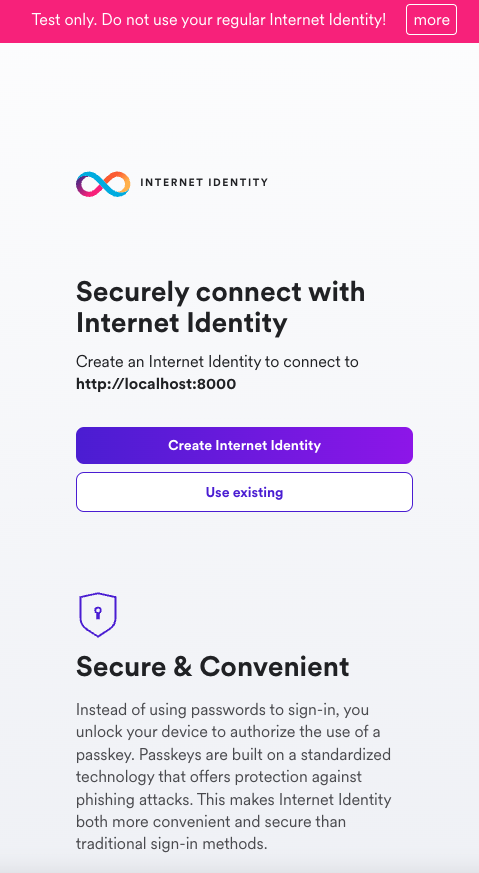 Test only. Do not use your regular Internet Identity!
more
INTERNET IDENTITY
Securely connect with
Internet Identity
Create an Internet Identity to connect to
http://localhost:8000
Create Internet Identity
Use existing
Secure & Convenient
Instead of using passwords to sign-in, you
unlock your device to authorize the use of a
passkey. Passkeys are built on a standardized
technology that offers protection against
phishing attacks. This makes Internet Identity
both more convenient and secure than
traditional sign-in methods.